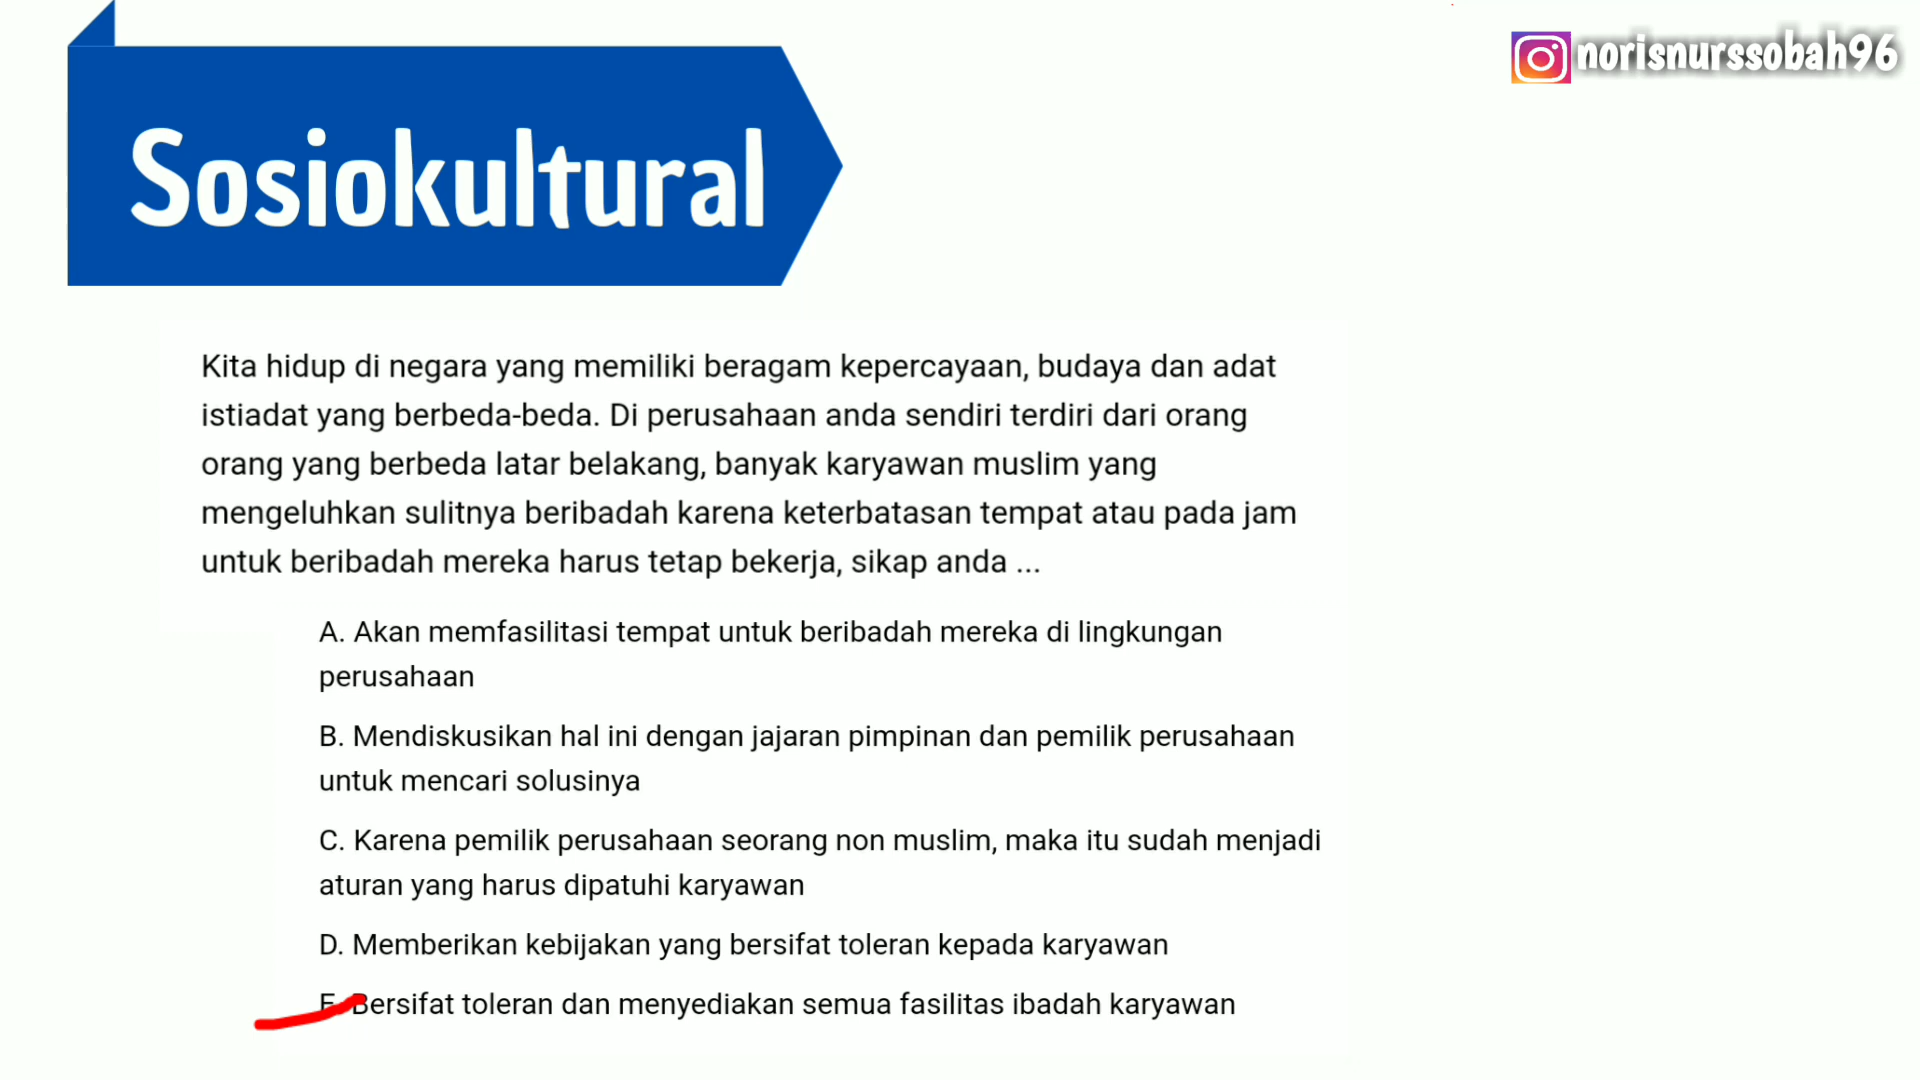 norisnurssobah96
Sosiokultural
Kita hidup di negara yang memiliki beragam kepercayaan, budaya dan adat
istiadat yang berbeda-beda. Di perusahaan anda sendiri terdiri dari orang
orang yang berbeda latar belakang, banyak karyawan muslim yang
mengeluhkan sulitnya beribadah karena keterbatasan tempat atau pada jam
untuk beribadah mereka harus tetap bekerja, sikap anda ...
A. Akan memfasilitasi tempat untuk beribadah mereka di lingkungan
perusahaan
B. Mendiskusikan hal ini dengan jajaran pimpinan dan pemilik perusahaan
untuk mencari solusinya
C. Karena pemilik perusahaan seorang non muslim, maka itu sudah menjadi
aturan yang harus dipatuhi karyawan
D. Memberikan kebijakan yang bersifat toleran kepada karyawan
E. Bersifat toleran dan menyediakan semua fasilitas ibadah karyawan